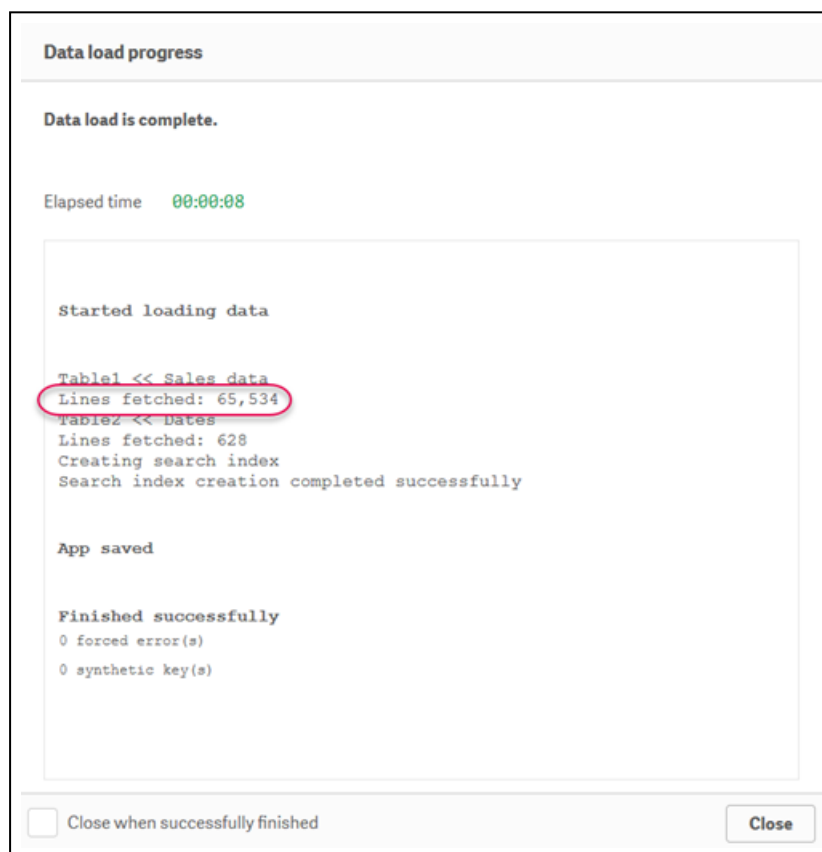 Data load progress
Data load is complete.
Elapsed time 00:00:08
Started loading data
Table1 << Sales data
Lines fetched: 65,534
Table2 << Dates
Lines fetched: 628
Creating search index
Search index creation completed successfully
App saved
Finished successfully
0 forced error(s)
0 synthetic key(s)
Close when successfully finished
Close